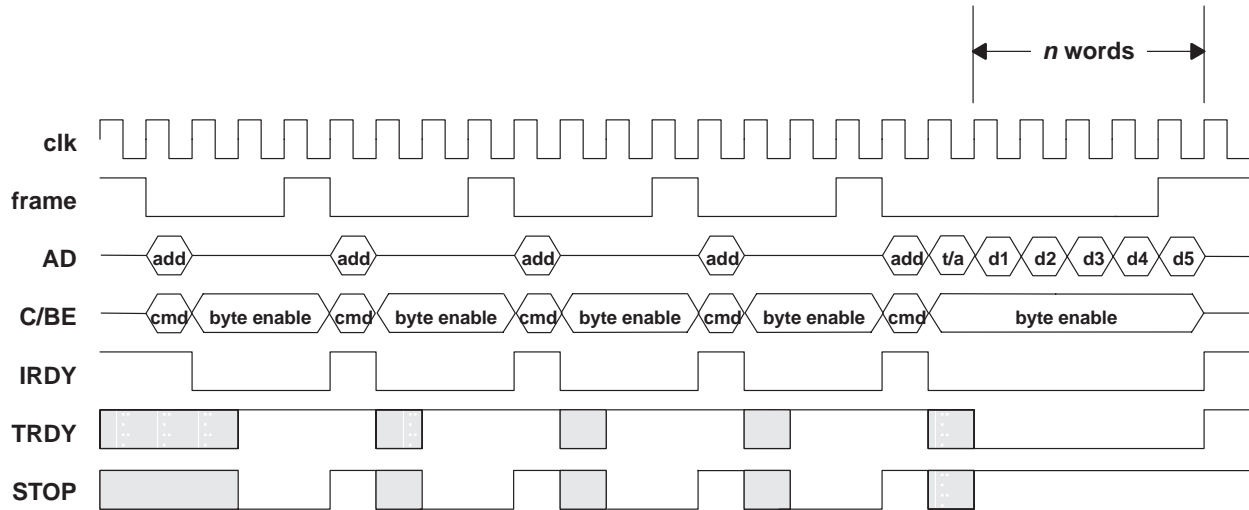 n words
clk
frame
AD add add add add add t/a d1 d2 d3 d4 d5
C/BE cmd byte enable cmd byte enable cmd byte enable cmd byte enable cmd byte enable
IRDY
TRDY
STOP